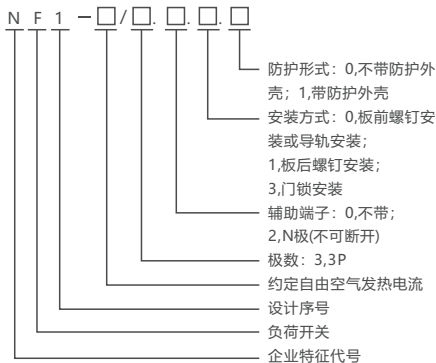 NF1-□/□.□.□.□
防护形式：0,不带防护外
壳；1,带防护外壳
安装方式：0,板前螺钉安
装或导轨安装；
1,板后螺钉安装；
3,门锁安装
辅助端子：0,不带；
2,N极(不可断开)
极数：3,3P
约定自由空气发热电流
设计序号
负荷开关
企业特征代号